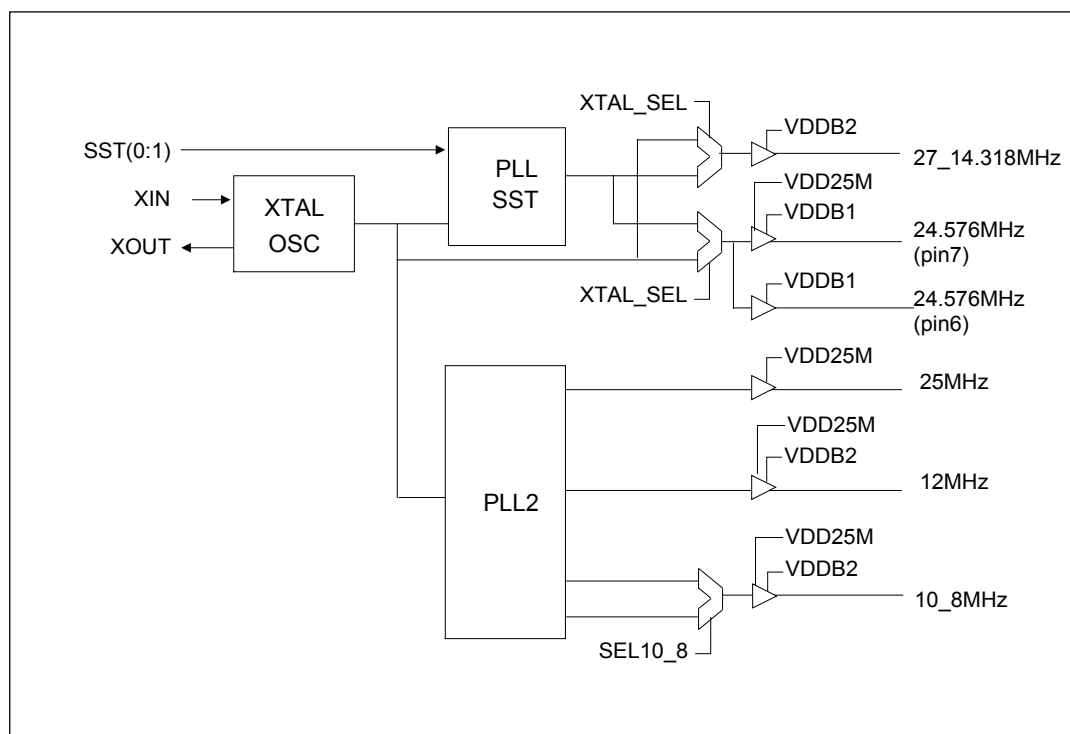 XTAL_SEL
VDDB2
SST(0:1)
27_14.318MHz
PLL
SST
XIN
XTAL
OSC
XOUT
VDD25M
VDDB1
24.576MHz
(pin7)
XTAL_SEL
VDDB1
24.576MHz
(pin6)
VDD25M
25MHz
VDD25M
VDDB2
12MHz
PLL2
VDD25M
VDDB2
10_8MHz
SEL10_8